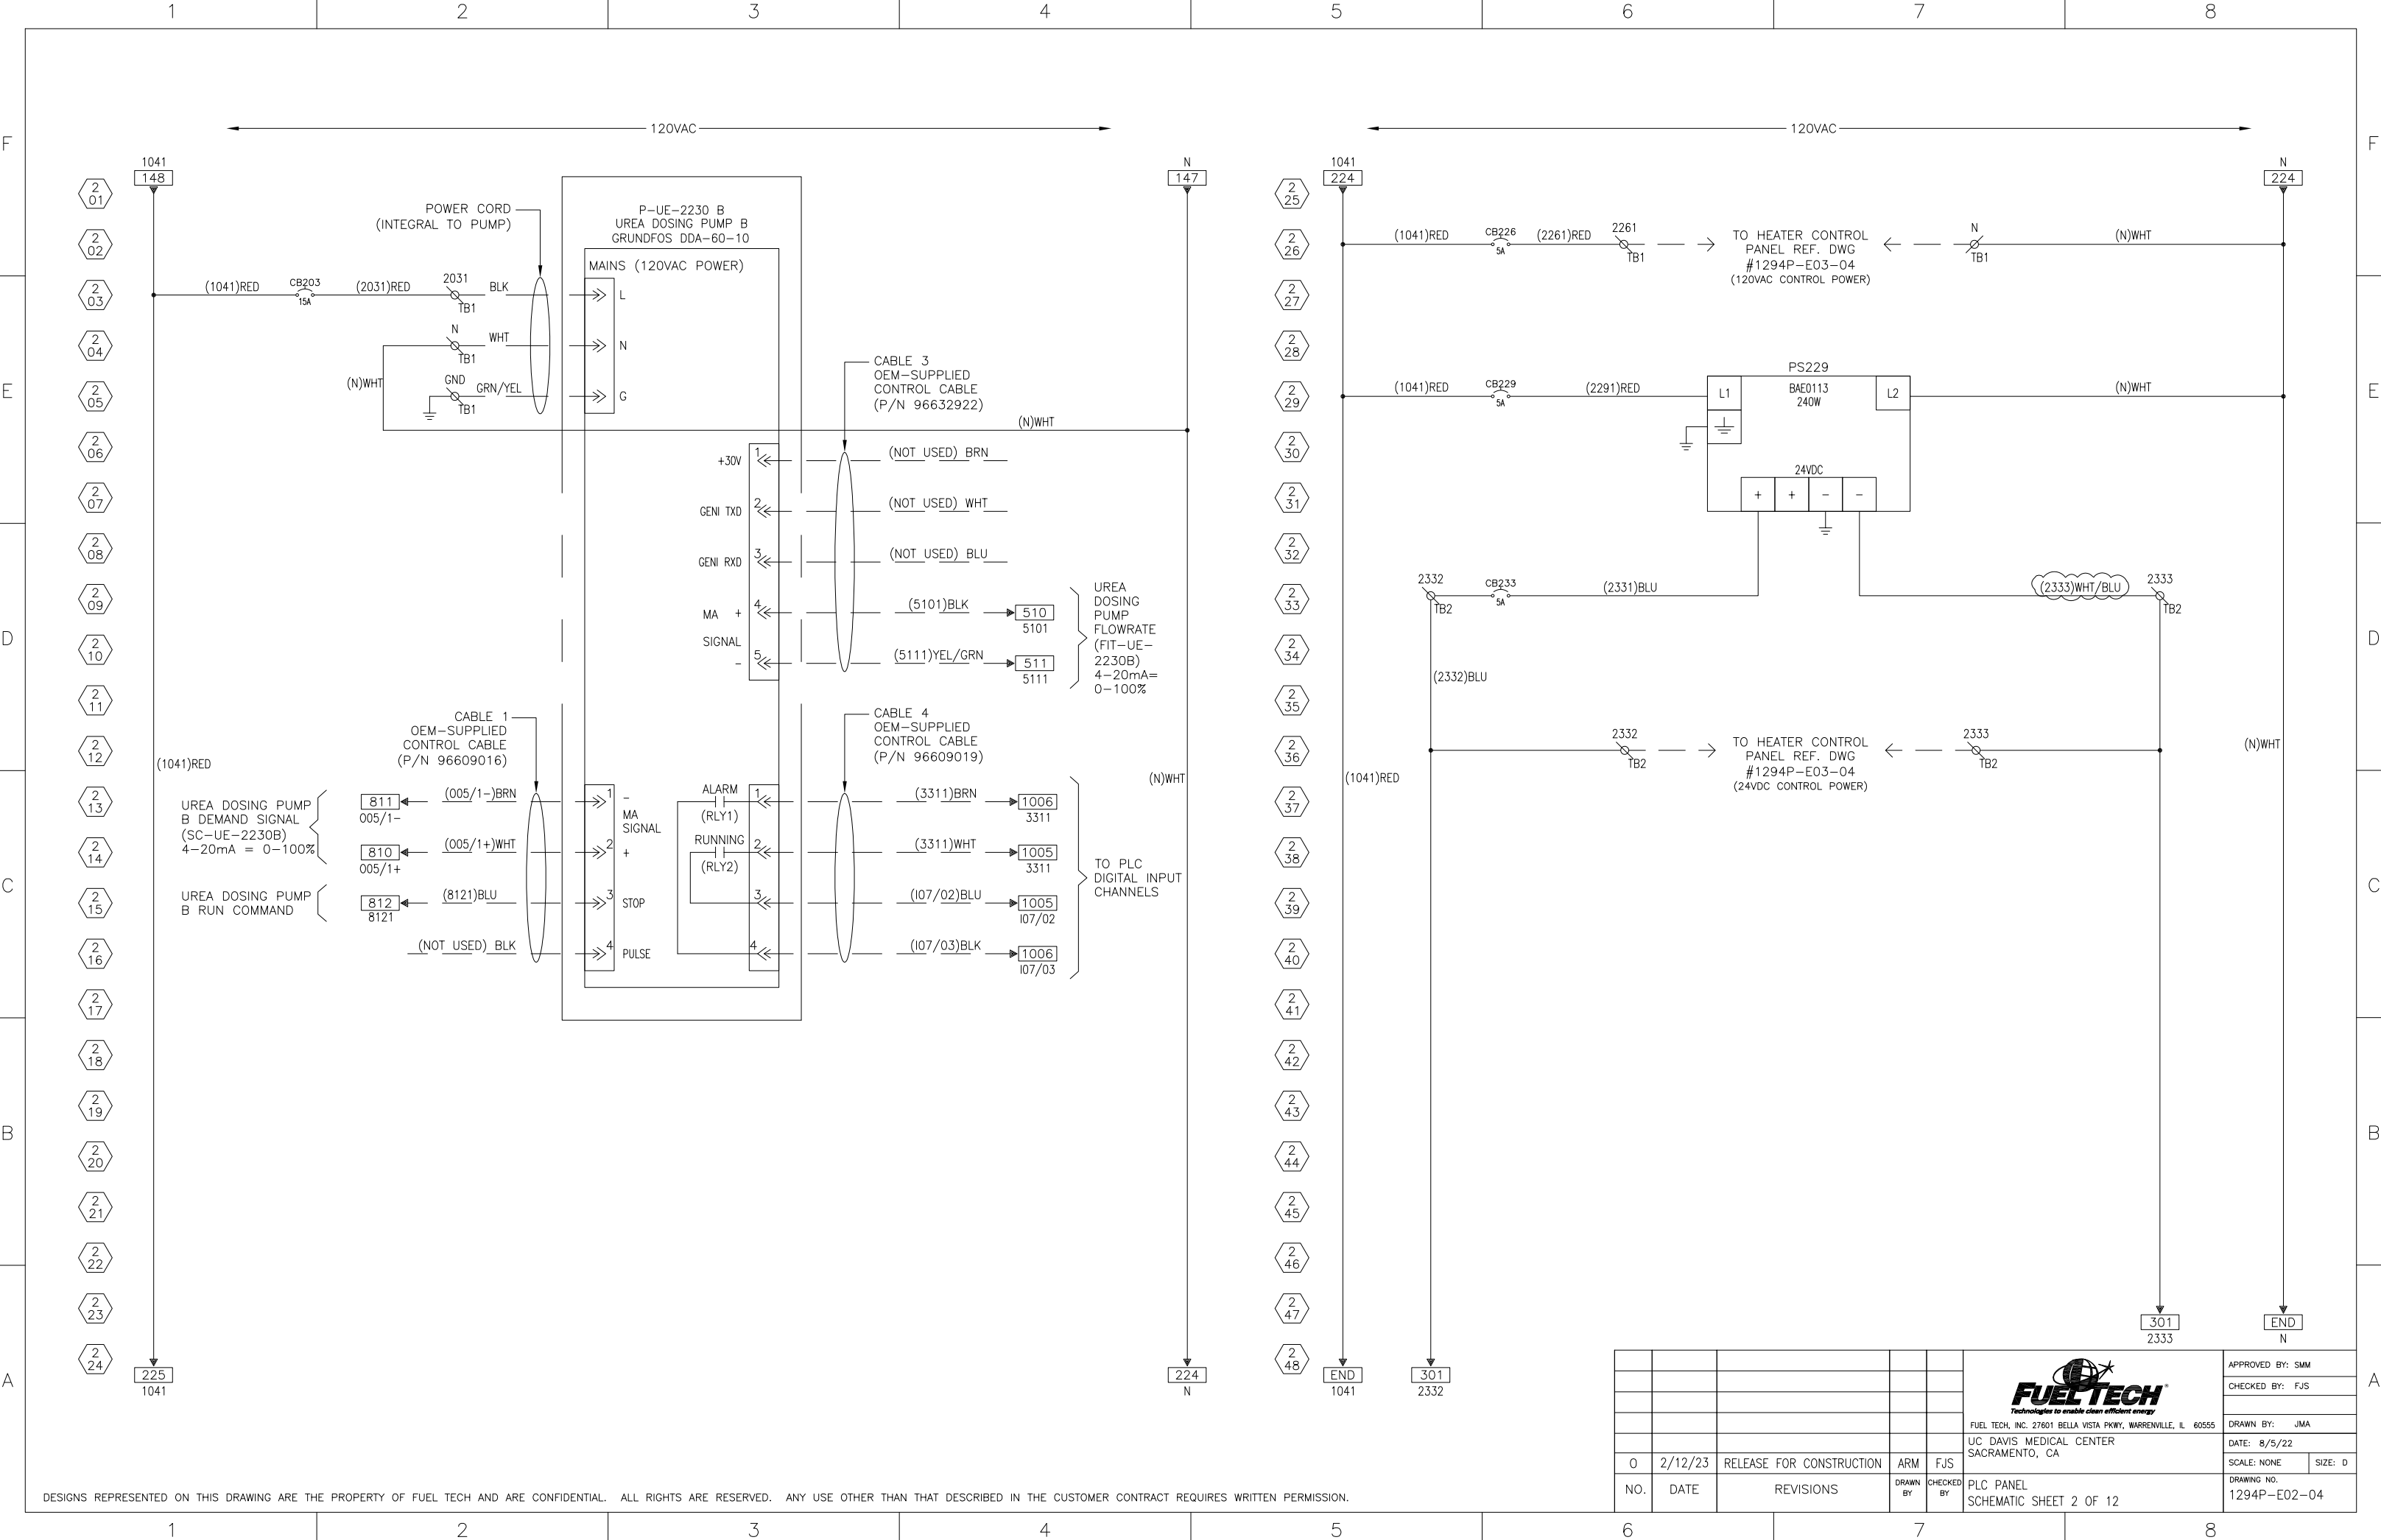 1 2 3 4 5 6 7 8
F
E
D
C
B
A
120VAC
1041
148
2
01
2
02
2
03
2
04
2
05
2
06
2
07
2
08
2
09
2
10
2
11
2
12
2
13
2
14
2
15
2
16
2
17
2
18
2
19
2
20
2
21
2
22
2
23
2
24
POWER CORD
(INTEGRAL TO PUMP)
P-UE-2230 B
UREA DOSING PUMP B
GRUNDFOS DDA-60-10
MAINS (120VAC POWER)
(1041)RED
CB203
15A
(2031)RED
2031
TB1
BLK
L
N
TB1
WHT
N
(N)WHT
GND
TB1
GRN/YEL
G
CABLE 3
OEM-SUPPLIED
CONTROL CABLE
(P/N 96632922)
(N)WHT
+30V
1
(NOT USED) BRN
GENI TXD
2
(NOT USED) WHT
GENI RXD
3
(NOT USED) BLU
MA +
4
(5101)BLK
510
5101
SIGNAL
-
5
(5111)YEL/GRN
511
5111
UREA
DOSING
PUMP
FLOWRATE
(FIT-UE-
2230B)
4-20mA=
0-100%
CABLE 1
OEM-SUPPLIED
CONTROL CABLE
(P/N 96609016)
CABLE 4
OEM-SUPPLIED
CONTROL CABLE
(P/N 96609019)
(1041)RED
(N)WHT
UREA DOSING PUMP
B DEMAND SIGNAL
(SC-UE-2230B)
4-20mA = 0-100%
811
005/1-
(005/1-)BRN
1
-
MA
SIGNAL
810
005/1+
(005/1+)WHT
2
+
UREA DOSING PUMP
B RUN COMMAND
812
8121
(8121)BLU
3
STOP
(NOT USED) BLK
4
PULSE
ALARM
(RLY1)
1
(3311)BRN
1006
3311
RUNNING
(RLY2)
2
(3311)WHT
1005
3311
3
(I07/02)BLU
1005
I07/02
4
(I07/03)BLK
1006
I07/03
TO PLC
DIGITAL INPUT
CHANNELS
225
1041
N
147
224
N
120VAC
1041
224
N
224
2
25
2
26
2
27
2
28
2
29
2
30
2
31
2
32
2
33
2
34
2
35
2
36
2
37
2
38
2
39
2
40
2
41
2
42
2
43
2
44
2
45
2
46
2
47
2
48
(1041)RED
CB226
5A
(2261)RED
2261
TB1
TO HEATER CONTROL
PANEL REF. DWG
#1294P-E03-04
(120VAC CONTROL POWER)
N
TB1
(N)WHT
PS229
(1041)RED
CB229
5A
(2291)RED
L1
BAE0113
240W
L2
(N)WHT
24VDC
+ + - -
2332
TB2
CB233
5A
(2331)BLU
(2333)WHT/BLU
2333
TB2
(2332)BLU
2332
TB2
TO HEATER CONTROL
PANEL REF. DWG
#1294P-E03-04
(24VDC CONTROL POWER)
2333
TB2
(N)WHT
(1041)RED
END
1041
301
2332
301
2333
END
N
0 2/12/23 RELEASE FOR CONSTRUCTION ARM FJS
NO. DATE REVISIONS DRAWN BY CHECKED BY
FUEL TECH®
Technologies to enable clean efficient energy
FUEL TECH, INC. 27601 BELLA VISTA PKWY, WARRENVILLE, IL 60555
UC DAVIS MEDICAL CENTER
SACRAMENTO, CA
PLC PANEL
SCHEMATIC SHEET 2 OF 12
APPROVED BY: SMM
CHECKED BY: FJS
DRAWN BY: JMA
DATE: 8/5/22
SCALE: NONE SIZE: D
DRAWING NO.
1294P-E02-04
DESIGNS REPRESENTED ON THIS DRAWING ARE THE PROPERTY OF FUEL TECH AND ARE CONFIDENTIAL. ALL RIGHTS ARE RESERVED. ANY USE OTHER THAN THAT DESCRIBED IN THE CUSTOMER CONTRACT REQUIRES WRITTEN PERMISSION.
F
E
D
C
B
A
1 2 3 4 5 6 7 8